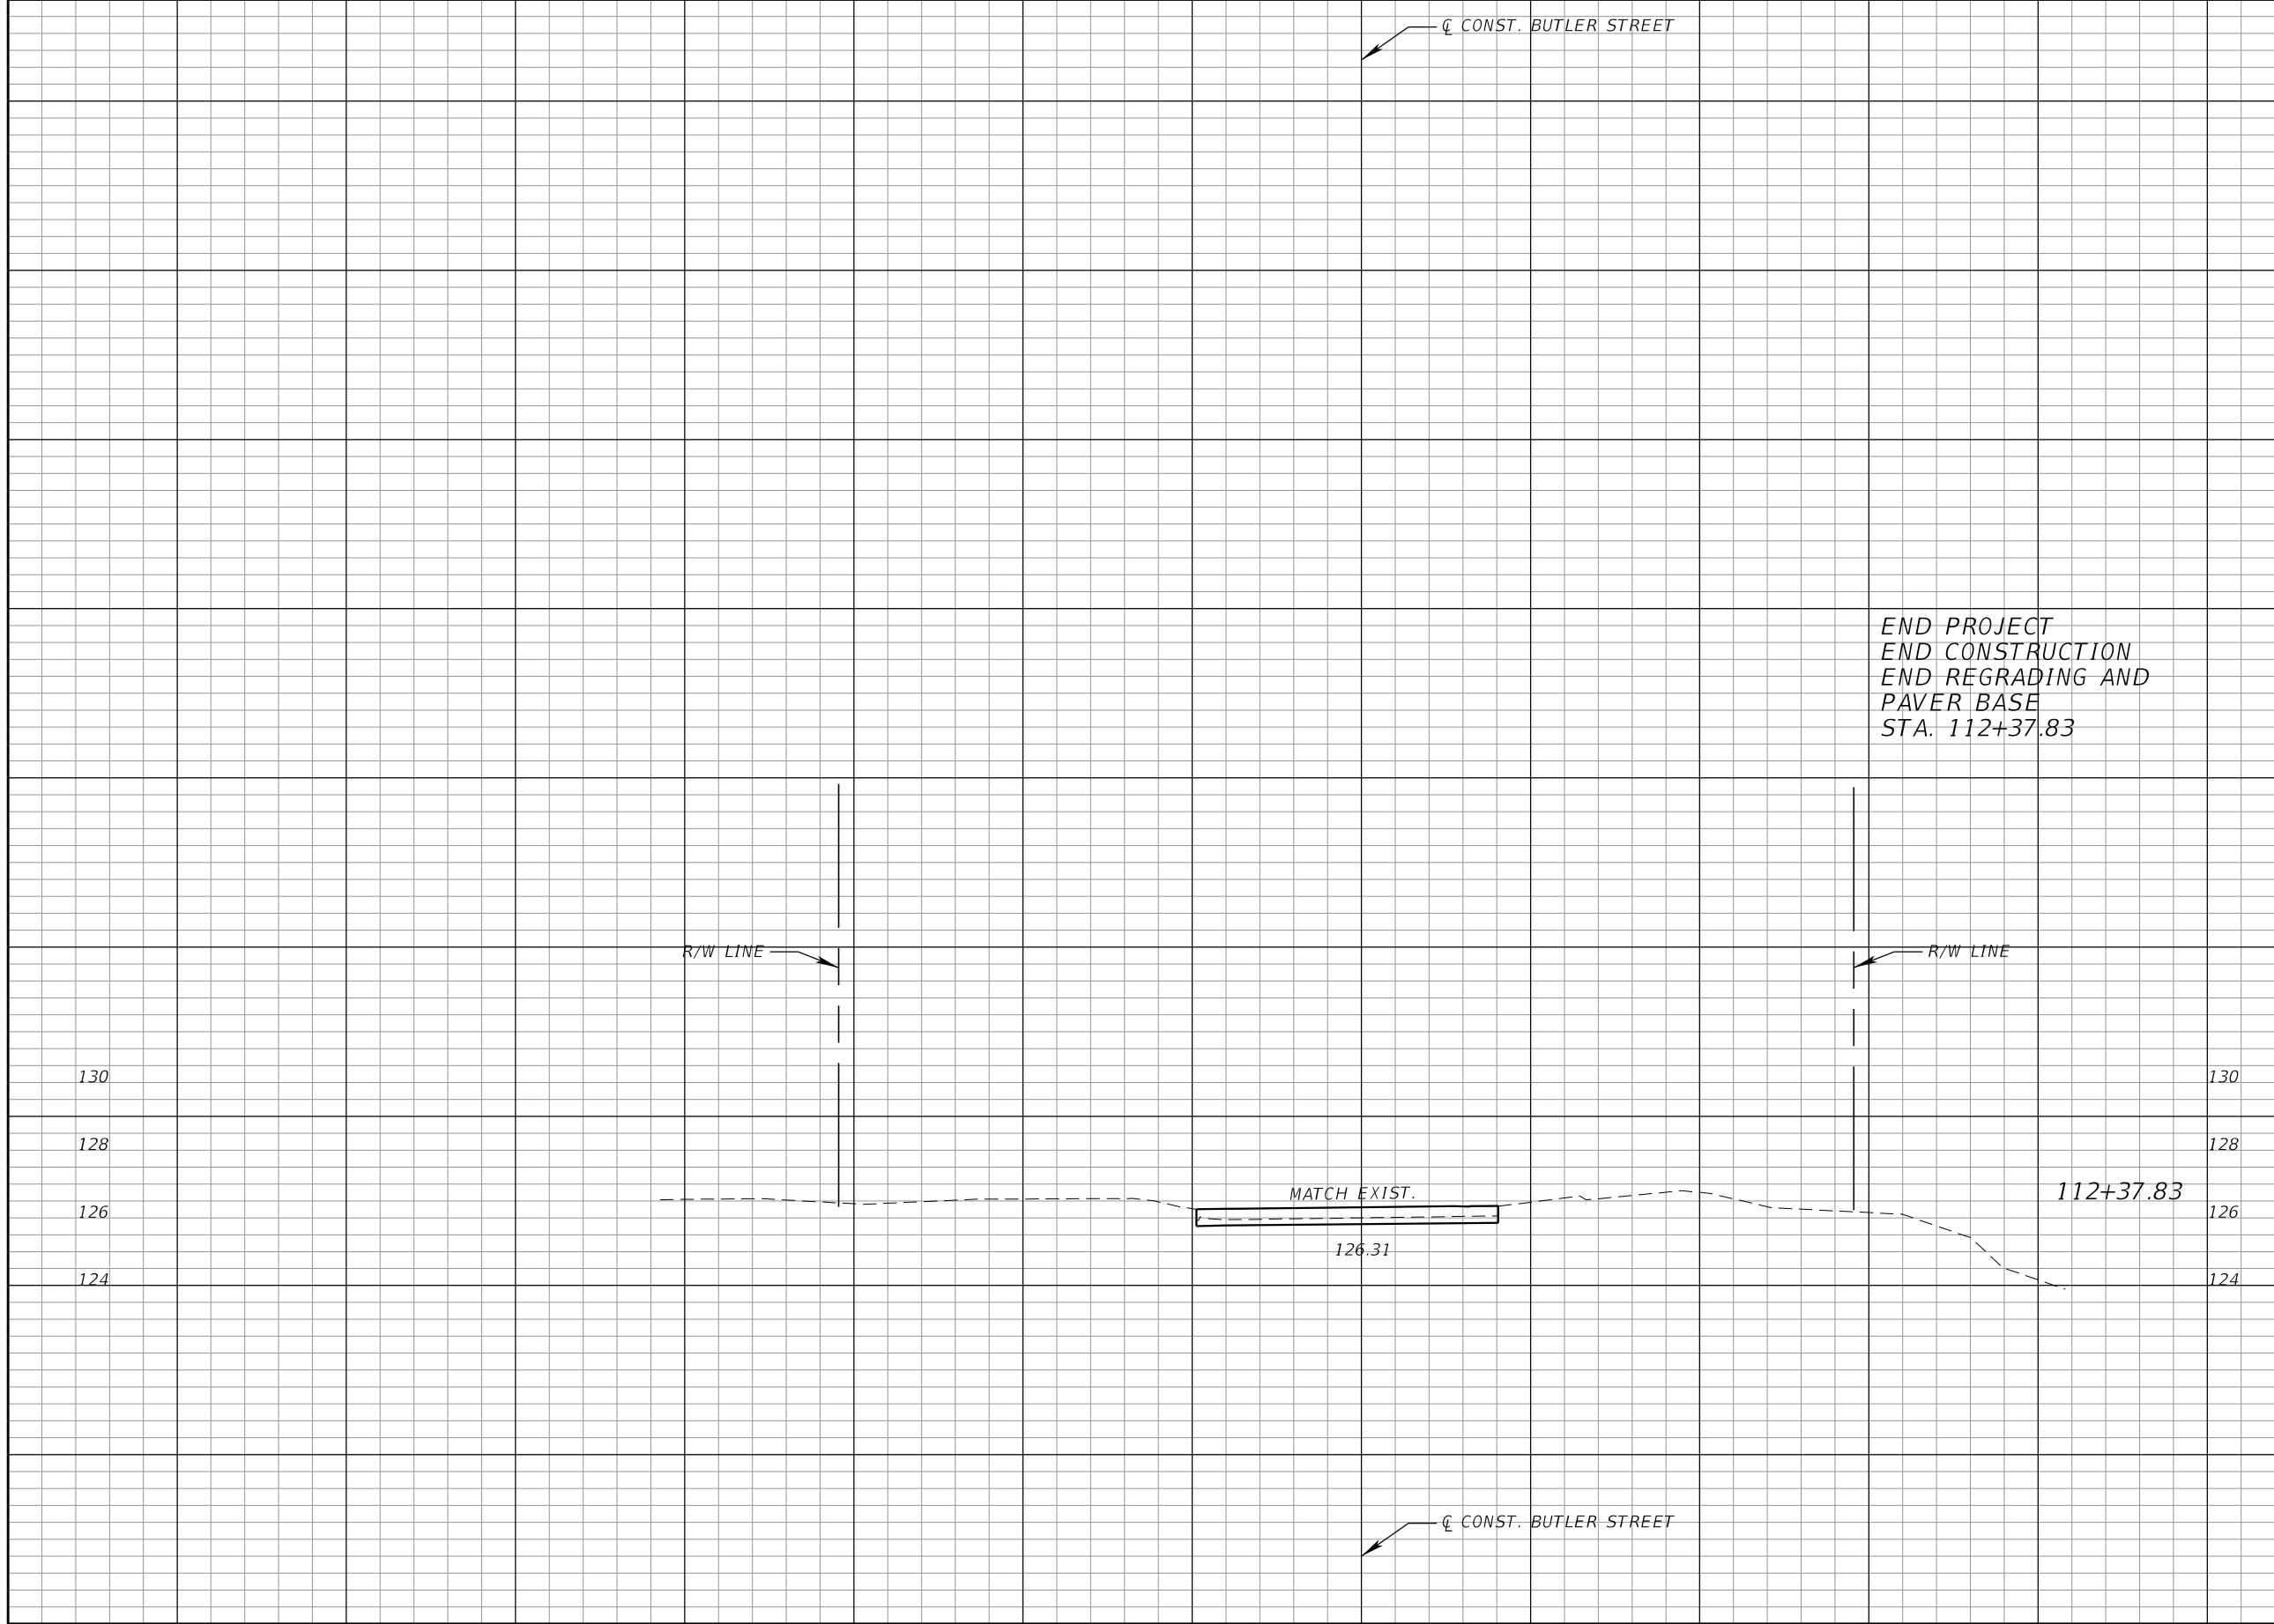 ℄ CONST. BUTLER STREET
END PROJECT
END CONSTRUCTION
END REGRADING AND
PAVER BASE
STA. 112+37.83
R/W LINE
R/W LINE
130
130
128
128
MATCH EXIST.
112+37.83
126
126
126.31
124
124
℄ CONST. BUTLER STREET